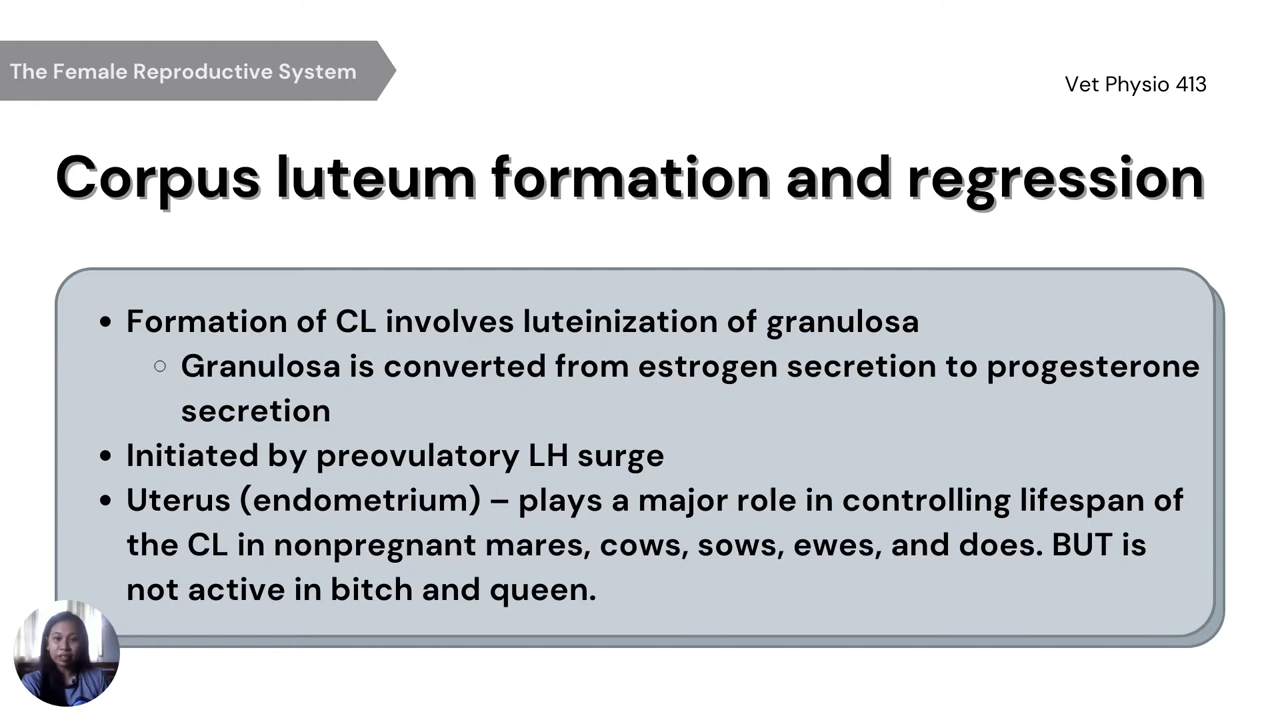 The Female Reproductive System
Vet Physio 413
Corpus luteum formation and regression
• Formation of CL involves luteinization of granulosa
○ Granulosa is converted from estrogen secretion to progesterone
secretion
• Initiated by preovulatory LH surge
• Uterus (endometrium) – plays a major role in controlling lifespan of
the CL in nonpregnant mares, cows, sows, ewes, and does. BUT is
not active in bitch and queen.